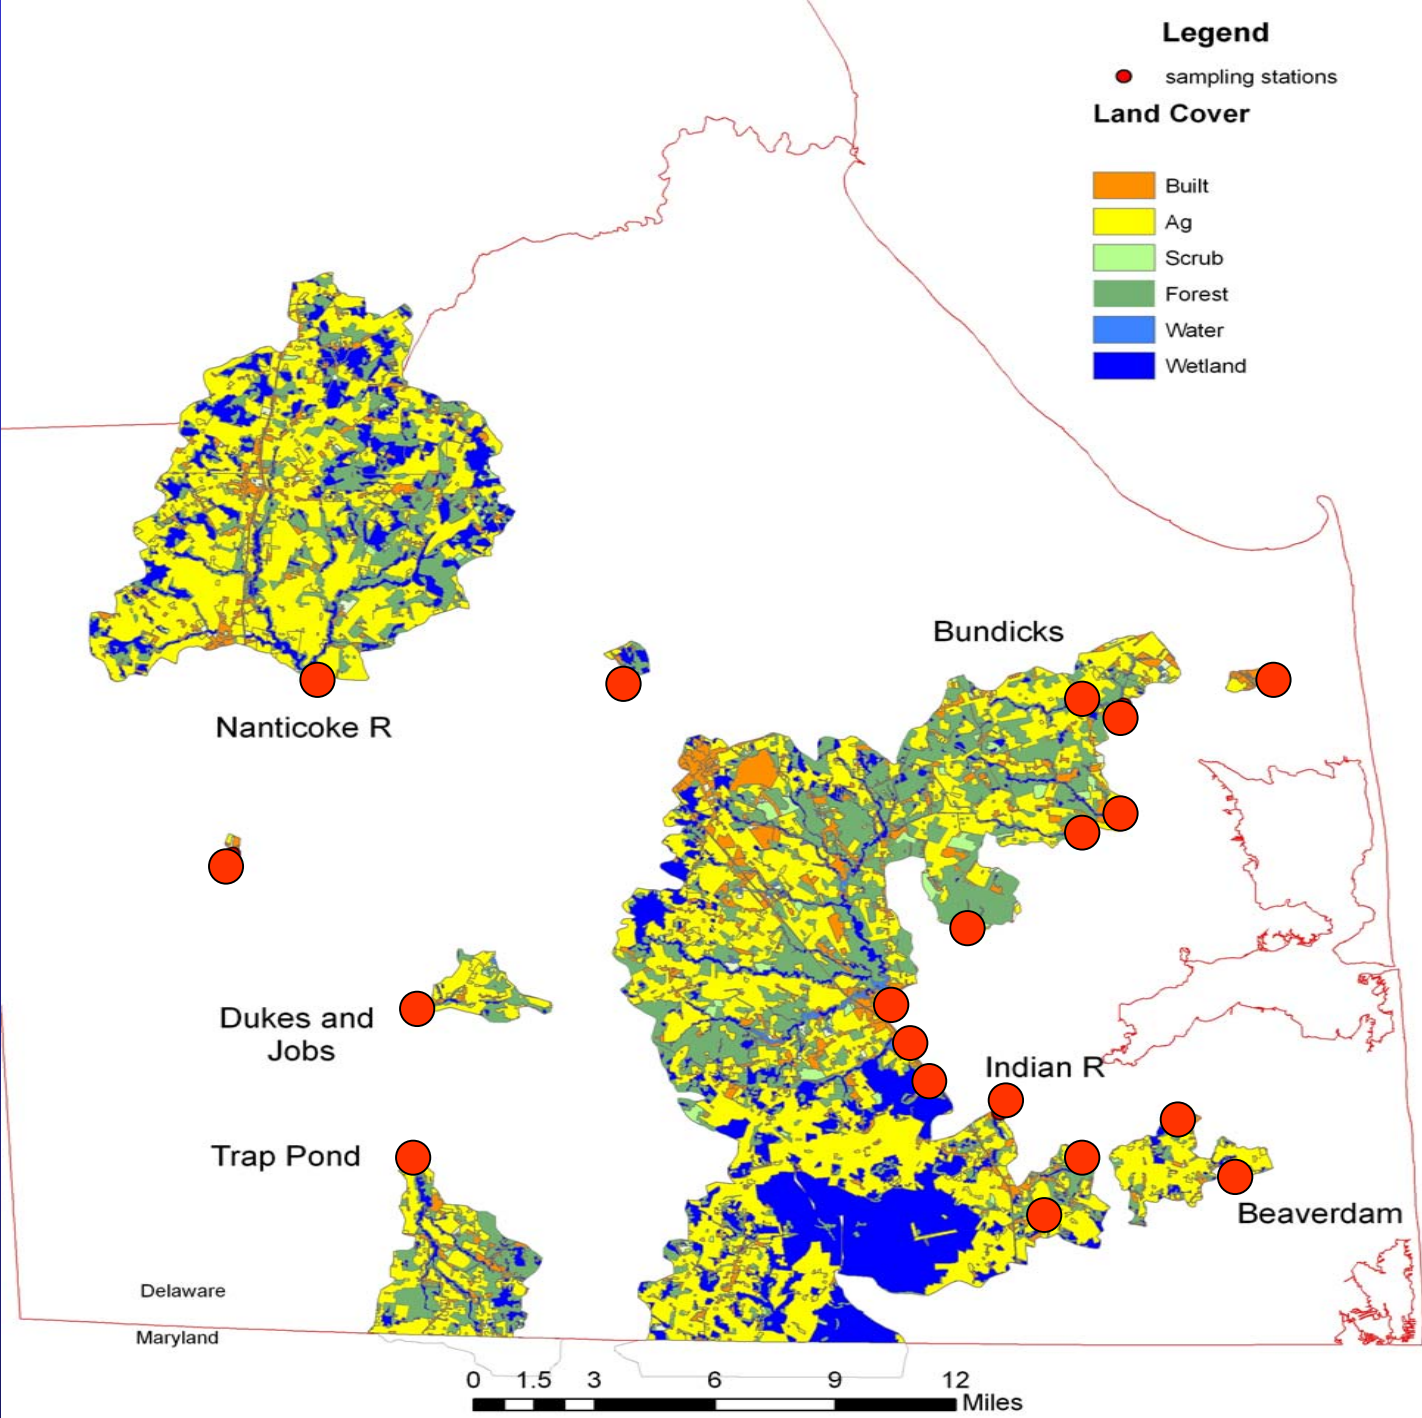 Legend
sampling stations
Land Cover
Built
Ag
Scrub
Forest
Water
Wetland
Bundicks
Nanticoke R
Dukes and
Jobs
Indian R
Trap Pond
Beaverdam
Delaware
Maryland
0 1.5 3 6 9 12
Miles